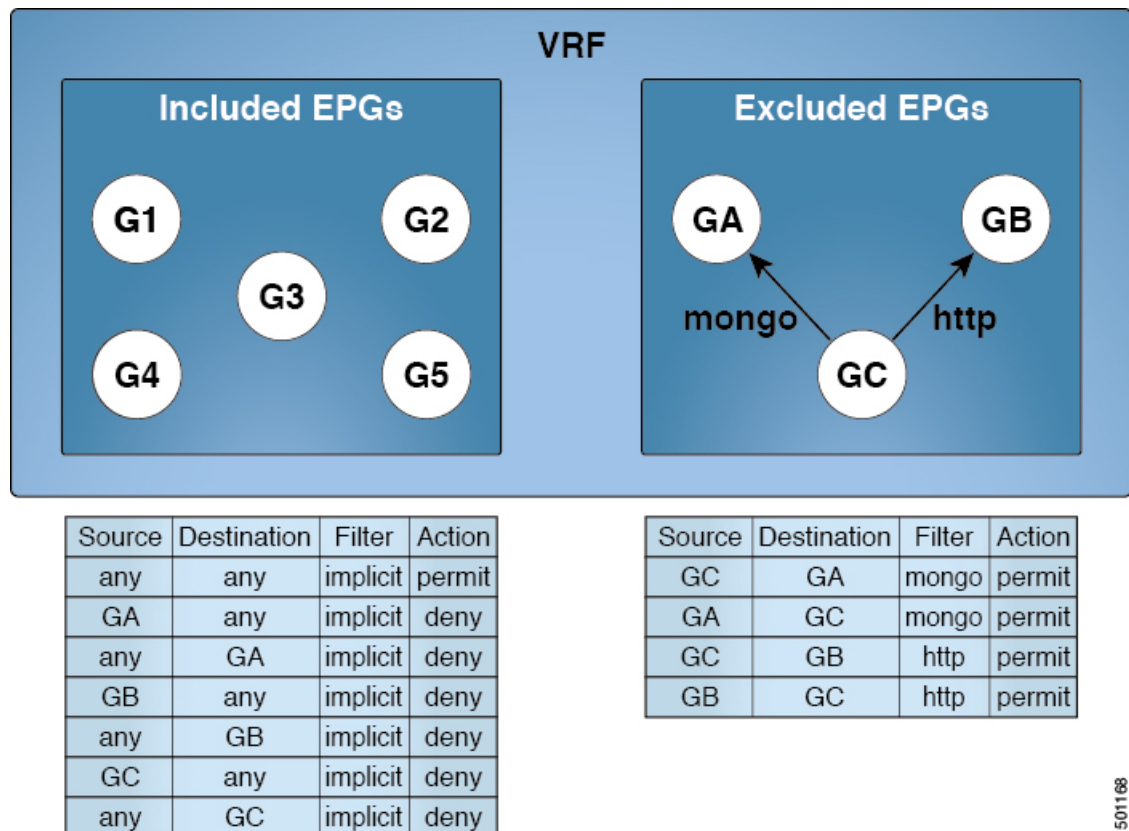 VRF
Included EPGs
G1
G2
G3
G4
G5
Excluded EPGs
GA
GB
mongo
http
GC
Source Destination Filter Action
any any implicit permit
GA any implicit deny
any GA implicit deny
GB any implicit deny
any GB implicit deny
GC any implicit deny
any GC implicit deny
Source Destination Filter Action
GC GA mongo permit
GA GC mongo permit
GC GB http permit
GB GC http permit
501168